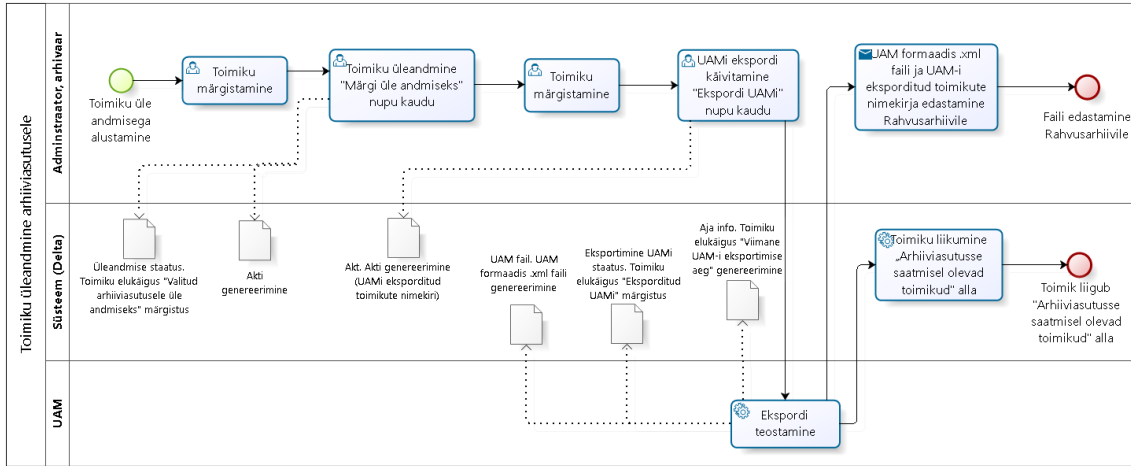 Toimiku üleandmine arhiiviasutusele
Adminstraator, arhivaar
Toimiku üle
andmisega
alustamine
Toimiku
märgistamine
Toimiku üleandmine
"Märgi üle andmiseks"
nupu kaudu
Toimiku
märgistamine
UAMi ekspordi
käivitamine
"Ekspordi UAMi"
nupu kaudu
UAM formaadis .xml
faili ja UAM-i
eksporditud toimikute
nimekirja edastamine
Rahvusarhiivile
Faili edastamine
Rahvusarhiivile
Süsteem (Delta)
Üleandmise staatus.
Toimiku elukäigus "Valitud
arhiiviasutusele üle
andmiseks" märgistus
Akti
genereerimine
Akt. Akti genereerimine
(UAMi eksporditud
toimikute nimekiri)
UAM fail. UAM
formaadis .xml faili
genereerimine
Eksportimine UAMi
staatus. Toimiku
elukäigus "Eksporditud
UAMi" märgistus
Aja info. Toimiku
elukäigus "Viimane
UAM-i eksportimise
aeg" genereerimine
Toimiku liikumine
„Arhiiviasutusse
saatmisel olevad
toimikud" alla
Toimik liigub
"Arhiiviasutusse
saatmisel olevad
toimikud" alla
UAM
Ekspordi
teostamine